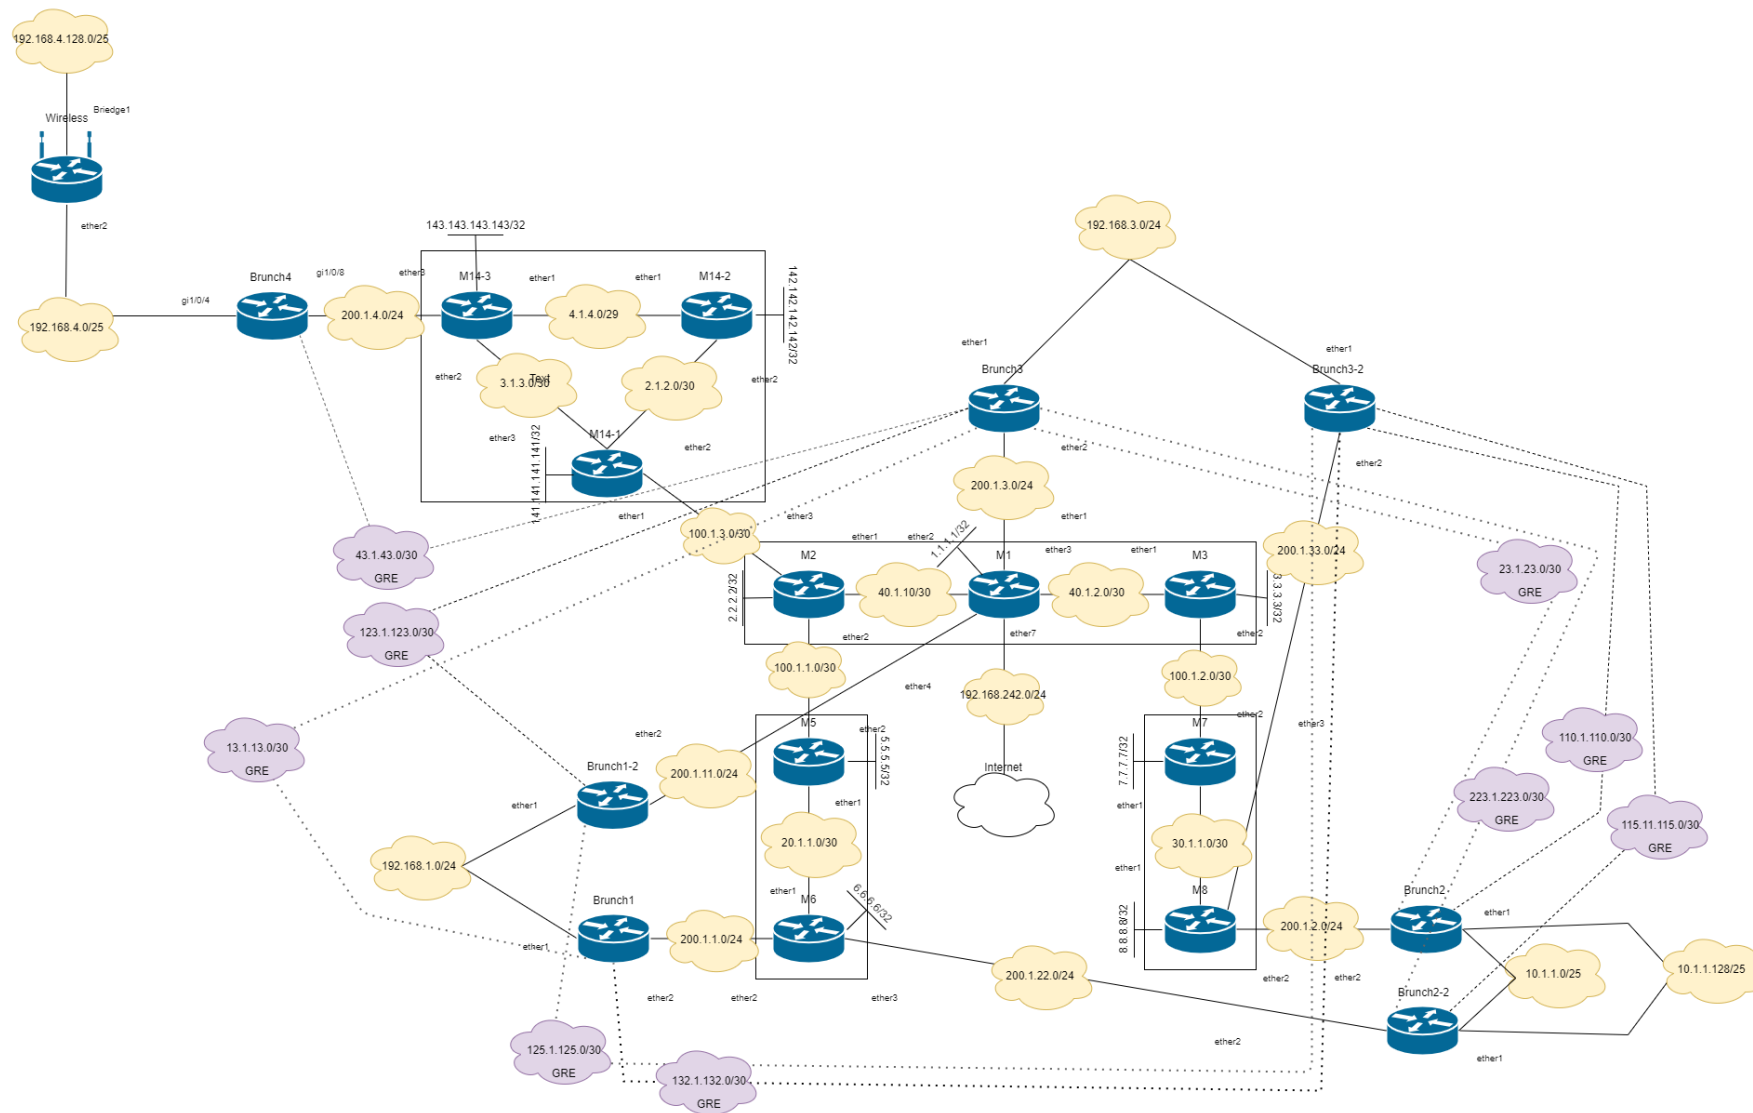 192.168.4.128.0/25
Briedge1
Wireless
ether2
192.168.4.0/25
gi1/0/4
Brunch4
gi1/0/8
200.1.4.0/24
ether3
143.143.143.143/32
M14-3
ether1
4.1.4.0/29
ether1
M14-2
142.142.142.142/32
ether2
3.1.3.0/30
Text
2.1.2.0/30
ether2
ether3
M14-1
ether2
141.141.141.141/32
ether1
192.168.3.0/24
ether1
Brunch3
ether2
ether1
Brunch3-2
ether2
200.1.3.0/24
ether1
200.1.33.0/24
100.1.3.0/30
ether3
43.1.43.0/30
GRE
123.1.123.0/30
GRE
13.1.13.0/30
GRE
23.1.23.0/30
GRE
110.1.110.0/30
GRE
223.1.223.0/30
GRE
115.11.115.0/30
GRE
M2
ether1
ether2
1.1.1.1/32
M1
ether3
ether1
M3
2.2.2.2/32
40.1.10/30
40.1.2.0/30
3.3.3.3/32
ether2
ether7
ether2
100.1.1.0/30
192.168.242.0/24
100.1.2.0/30
ether4
M5
ether2
5.5.5.5/32
ether1
20.1.1.0/30
ether1
M6
6.6.6.6/32
Internet
M7
ether2
ether3
7.7.7.7/32
ether1
30.1.1.0/30
ether1
M8
8.8.8.8/32
ether2
200.1.11.0/24
Brunch1-2
ether1
192.168.1.0/24
Brunch1
ether1
200.1.1.0/24
ether2
ether2
ether3
200.1.22.0/24
200.1.2.0/24
ether2
ether2
Brunch2
ether1
10.1.1.0/25
10.1.1.128/25
Brunch2-2
ether2
ether1
125.1.125.0/30
GRE
132.1.132.0/30
GRE